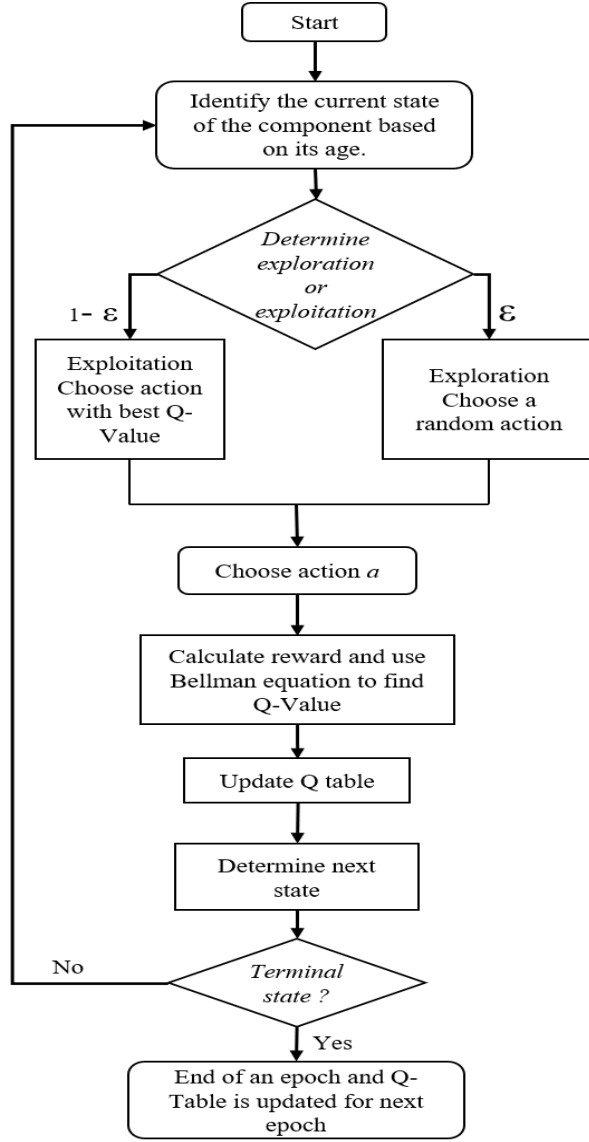 Start
Identify the current state
of the component based
on its age.
Determine
exploration
or
exploitation
1- ε
ε
Exploitation
Choose action
with best Q-
Value
Exploration
Choose a
random action
Choose action a
Calculate reward and use
Bellman equation to find
Q-Value
Update Q table
Determine next
state
Terminal
state ?
No
Yes
End of an epoch and Q-
Table is updated for next
epoch